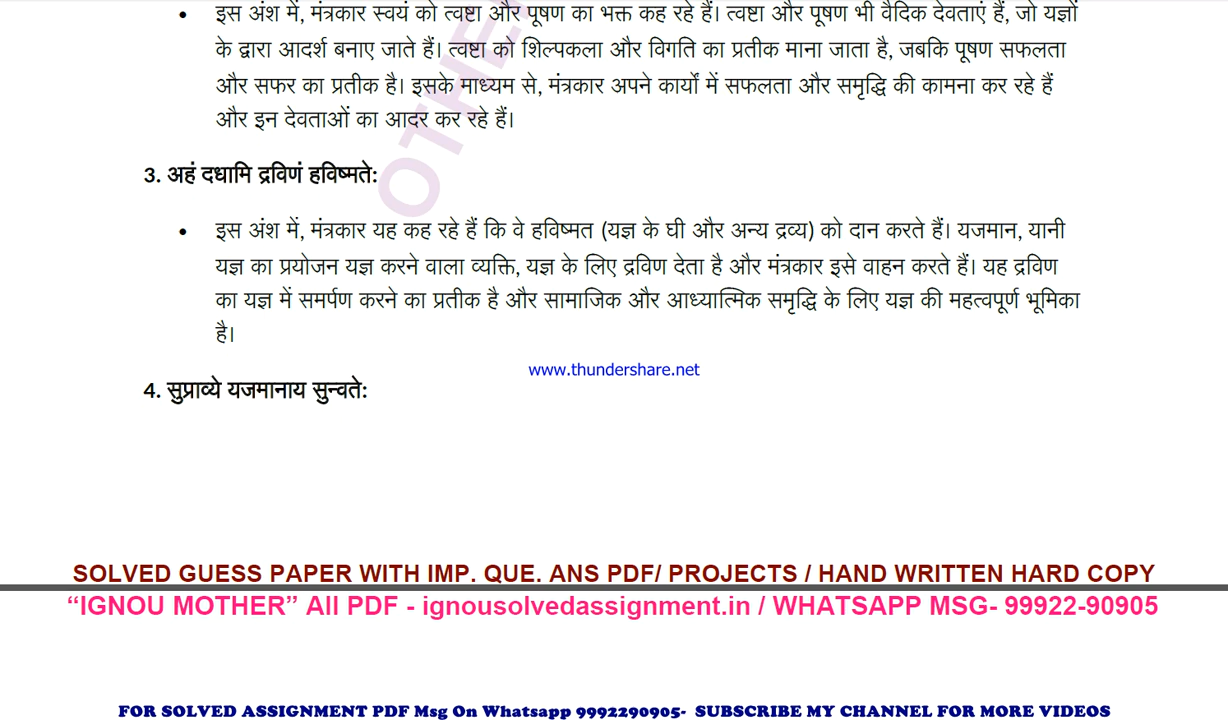 • इस अंश में, मंत्रकार स्वयं को त्वष्टा और पूषण का भक्त कह रहे हैं। त्वष्टा और पूषण भी वैदिक देवताएं हैं, जो यज्ञों
के द्वारा आदर्श बनाए जाते हैं। त्वष्टा को शिल्पकला और विगति का प्रतीक माना जाता है, जबकि पूषण सफलता
और सफर का प्रतीक है। इसके माध्यम से, मंत्रकार अपने कार्यों में सफलता और समृद्धि की कामना कर रहे हैं
और इन देवताओं का आदर कर रहे हैं।
OTHE
3. अहं दधामि द्रविणं हविष्मते:
• इस अंश में, मंत्रकार यह कह रहे हैं कि वे हविष्मत (यज्ञ के घी और अन्य द्रव्य) को दान करते हैं। यजमान, यानी
यज्ञ का प्रयोजन यज्ञ करने वाला व्यक्ति, यज्ञ के लिए द्रविण देता है और मंत्रकार इसे वाहन करते हैं। यह द्रविण
का यज्ञ में समर्पण करने का प्रतीक है और सामाजिक और आध्यात्मिक समृद्धि के लिए यज्ञ की महत्वपूर्ण भूमिका
है।
www.thundershare.net
4. सुप्राव्ये यजमानाय सुन्वते:
SOLVED GUESS PAPER WITH IMP. QUE. ANS PDF/ PROJECTS / HAND WRITTEN HARD COPY
“IGNOU MOTHER” All PDF - ignousolvedassignment.in / WHATSAPP MSG- 99922-90905
FOR SOLVED ASSIGNMENT PDF Msg On Whatsapp 9992290905- SUBSCRIBE MY CHANNEL FOR MORE VIDEOS